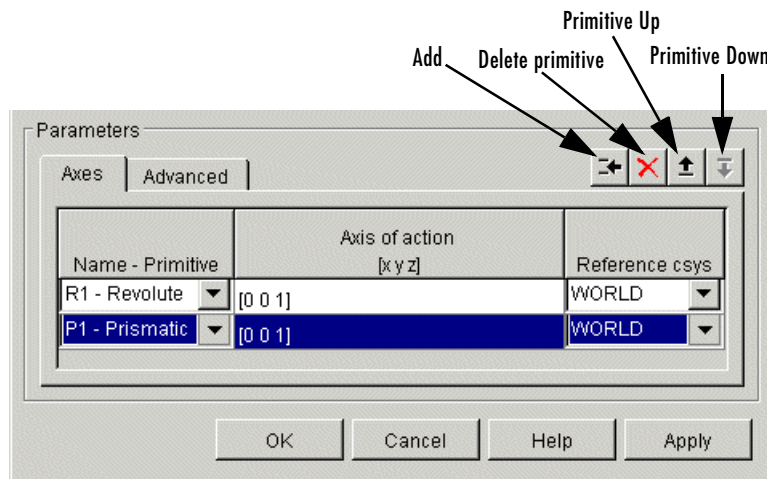 Primitive Up
Add Delete primitive Primitive Down
Parameters
Axes Advanced
Name - Primitive Axis of action [x y z] Reference csys
R1 - Revolute [0 0 1] WORLD
P1 - Prismatic [0 0 1] WORLD
OK Cancel Help Apply